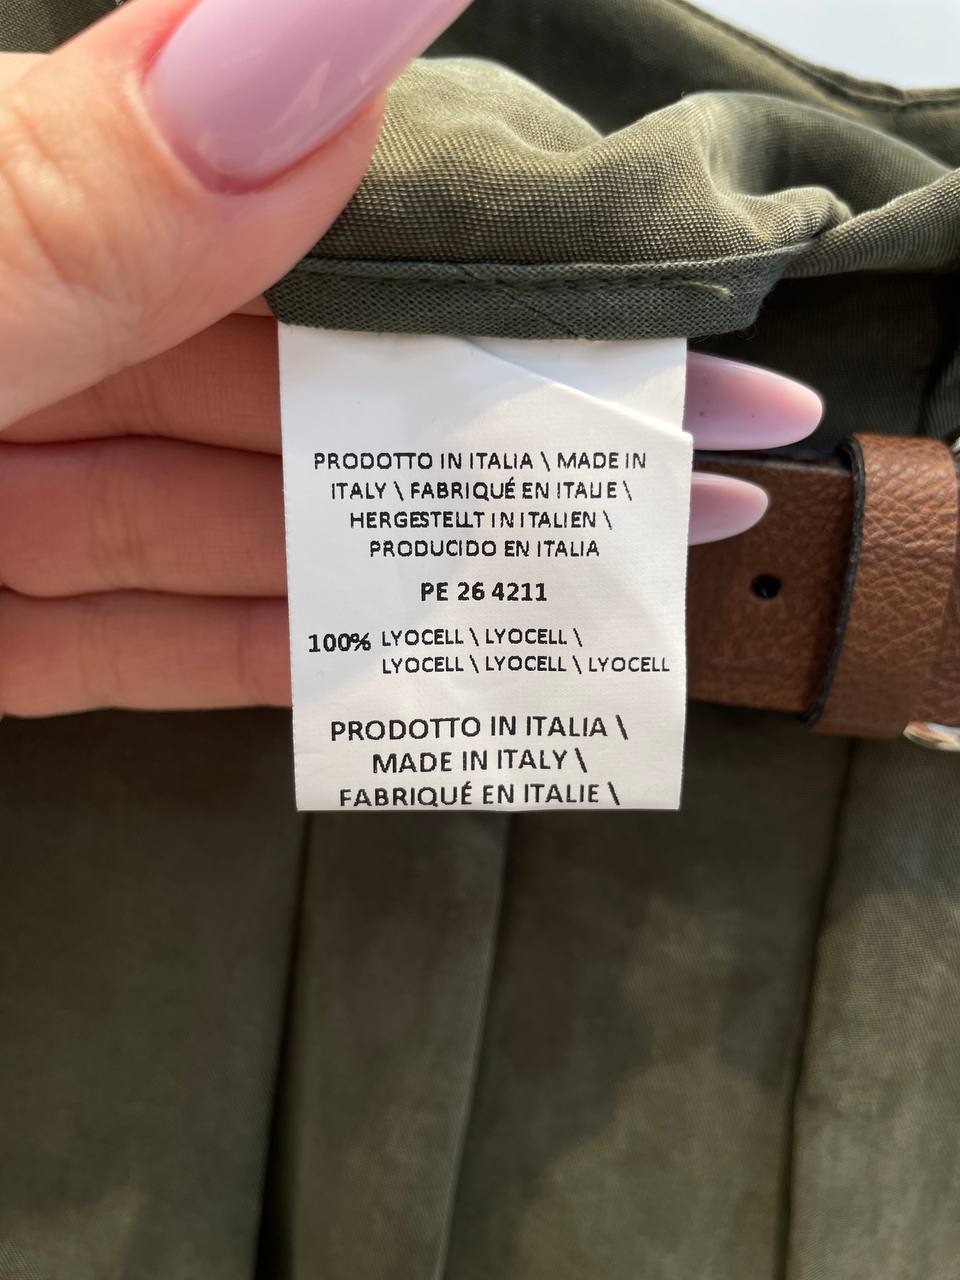 PRODOTTO IN ITALIA \ MADE IN
ITALY \ FABRIQUÉ EN ITALIE \
HERGESTELLT IN ITALIEN \
PRODUCIDO EN ITALIA
PE 26 4211
100% LYOCELL \ LYOCELL \
LYOCELL \ LYOCELL \ LYOCELL
PRODOTTO IN ITALIA \
MADE IN ITALY \
FABRIQUÉ EN ITALIE \